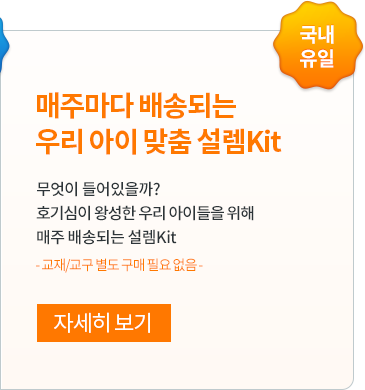 국내
유일
매주마다 배송되는
우리 아이 맞춤 설렘Kit
무엇이 들어있을까?
호기심이 왕성한 우리 아이들을 위해
매주 배송되는 설렘Kit
- 교재/교구 별도 구매 필요 없음 -
자세히 보기